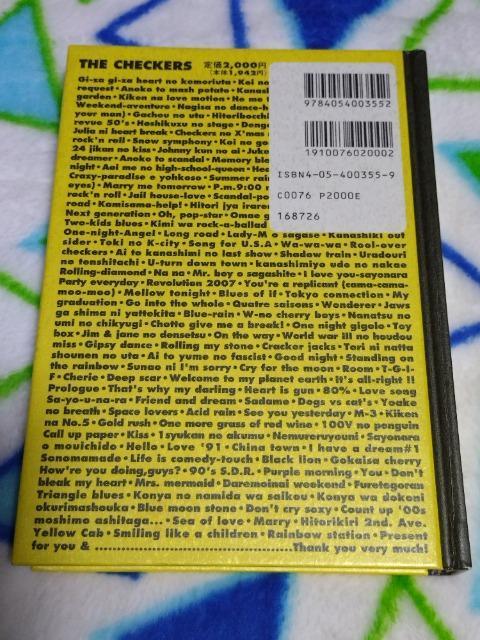 THE CHECKERS 定価2,000円
(本体1,942円)
Gi-za gi-za heart no komoriuta • Koi no
request • Anoko to mash potato • Kanash
garden • Kiken na love motion • He me t
Weekend-aventure • Nagisa no dance-h
your man) • Gachou no uta • Hiteribocchi
revue 50's • Hoshikuzu no stage • Denga
Julia ni heart break • Checkers no X'mas
rock'n roll • Snow symphony • Koi no go
24 jikan no kiss • Johnny kun no ai • Juku
dreamer • Anoko to scandal • Memory blo
night • Aoi me no high-school-queen • Hea
Crazy-paradise e yohkoso • Summer rain
eyes) • Marry me tomorrow • P.m.9:00 r
rock'n roll • Jail house-love • Scandal-po
road • Kamisama-help! • Hitori jya irare
Next generation • Oh, pop-star • Omae g
Two-kids blues • Kimi wa rock-a-ballad
One-night-Angel • Long road • Lady-M o sagase • Kanashiki out
sider • Toki no K-city • Song for U.S.A • Wa-wa-wa • Rool-over
checkers • Ai to kanashimi no last show • Shadow train • Uradouri
no tenshitachi • U-turn down town • kanashimiyo udo no nakae
Rolling-diamond • Na na • Mr. boy o sagashite • I love you-sayonara
Party everyday • Revolution 2007 • You're a replicant (cama-cama-
moo-moo) • Mellow tonight • Blues of if • Tokyo connection • My
graduation • Go into the whole • Quatre saisons • Wonderer • Jaws
ga shima ni yattekita • Blue-rain • W-no cherry boys • Nanatsu no
umi no chikyugi • Chotto give me a break! • One night gigolo • Toy
box • Jim & jane no densetsu • On the way • World war III no houdou
miss • Gipsy dance • Rolling my stone • Cracker jacks • Tori ni natta
shounen no uta • Ai to yume no fascist • Good night • Standing on
the rainbow • Sunao ni I'm sorry • Cry for the moon • Room • T-G-I-
F • Cherie • Deep scar • Welcome to my planet earth • It's all-right !!
Prologue • That's why my darling • Heart is gun • 80% • Love song
Sa-yo-u-na-ra • Friend and dream • Sadame • Dogs vs cat's • Yoake
no breath • Space lovers • Acid rain • See you yesterday • M-3 • Kiken
na No.5 • Gold rush • One more grass of red wine • 100V no penguin
Call up paper • Kiss • 1syukan no akumu • Nemureruyouni • Sayonara
o mouichido • Hello • Love '91 • China town • I have a dream#1
Sonomamade • Life is comedy-touch • Black lion • Gokaisa cherry
How're you doing,guys? • 90's S.D.R. • Purple morning • You • Don't
bleak my heart • Mrs. mermaid • Daremoinai weekend • Furetogoran
Triangle blues • Konya no namida wa saikou • Konya wa dokoni
okurimashouka • Blue moon stone • Don't cry sexy • Count up '00s
moshimo ashitaga... • Sea of love • Marry • Hitorikiri 2nd. Ave.
Yellow Cab • Smiling like a children • Rainbow station • Present
for you & ........................................Thank you very much!
9784054003552
1910076020002
ISBN4-05-400355-9
C0076 P2000E
168726